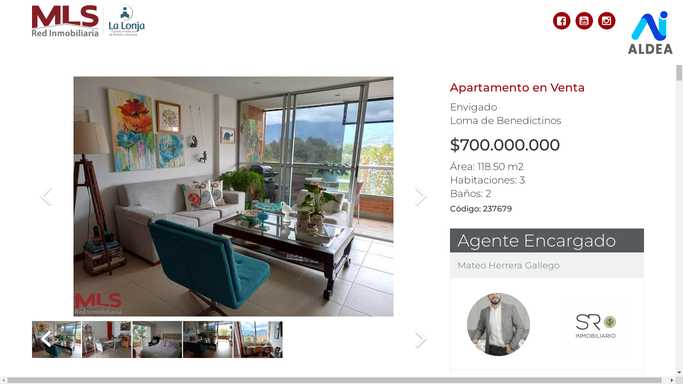 MLS
Red Inmobiliaria
La Lonja
ALDEA
Apartamento en Venta
Envigado
Loma de Benedictinos
$700.000.000
Área: 118.50 m2
Habitaciones: 3
Baños: 2
Código: 237679
Agente Encargado
Mateo Herrera Gallego
SR
INMOBILIARIO
MLS
Red Inmobiliaria